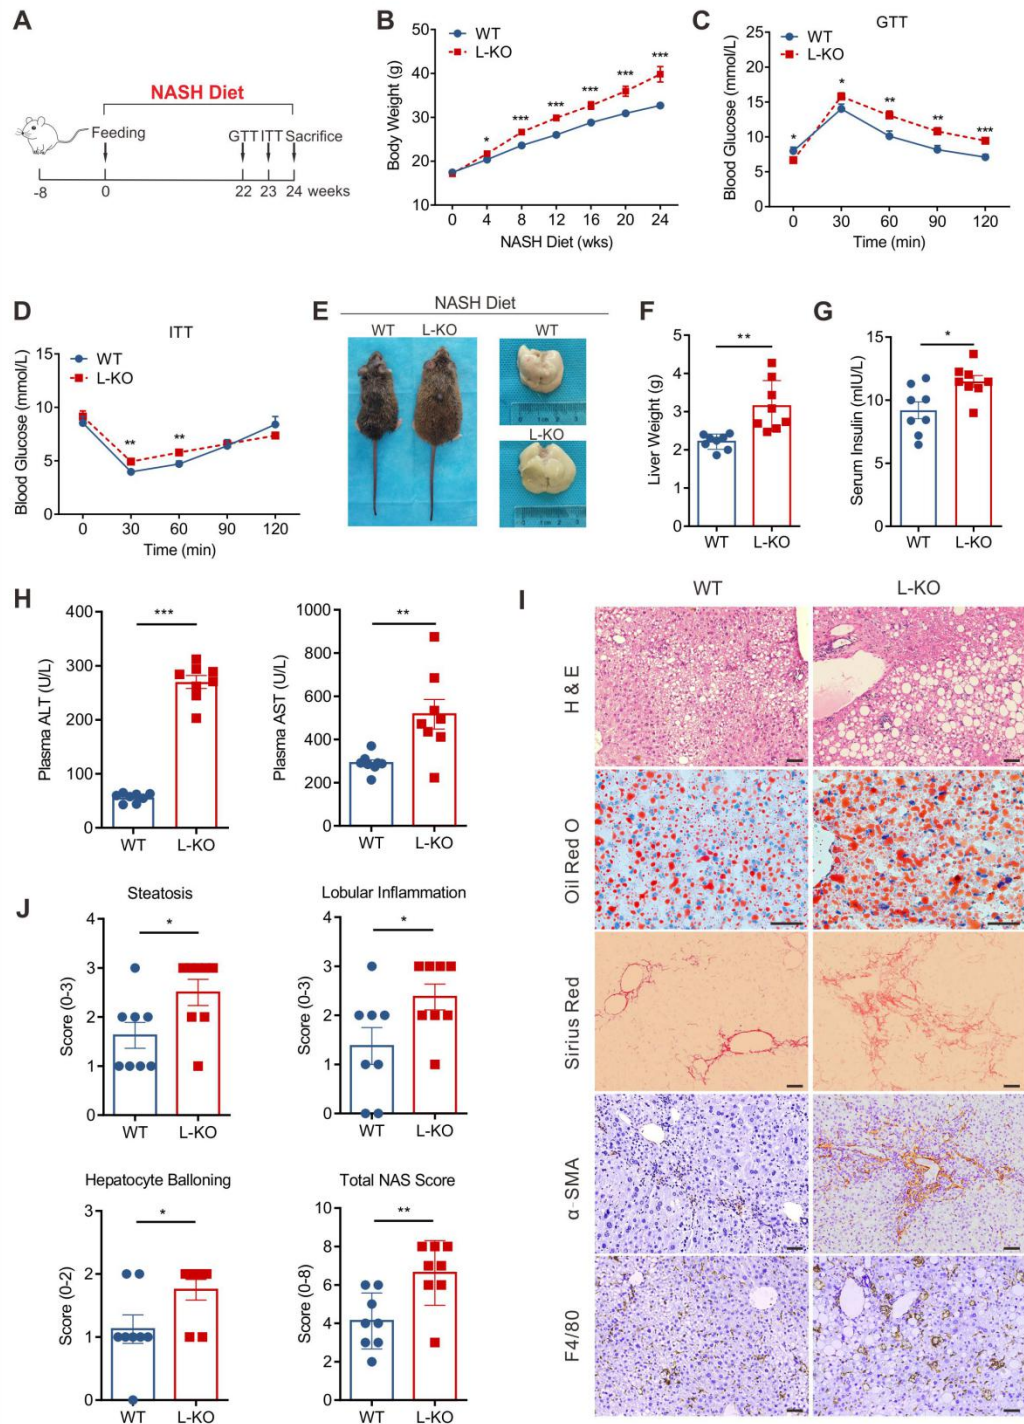 A
NASH Diet
Feeding
GTT ITT Sacrifice
-8 0 22 23 24 weeks
B
WT
L-KO
Body Weight (g)
50
40
30
20
10
* *** *** *** *** ***
0 4 8 12 16 20 24
NASH Diet (wks)
C
GTT
WT
L-KO
Blood Glucose (mmol/L)
25
20
15
10
5
0
* * ** ** ***
0 30 60 90 120
Time (min)
D
ITT
WT
L-KO
Blood Glucose (mmol/L)
15
10
5
0
** **
0 30 60 90 120
Time (min)
E
NASH Diet
WT L-KO
WT
0 1cm 2 3
L-KO
0 1cm 2 3
F
Liver Weight (g)
5
4
3
2
1
0
**
WT L-KO
G
Serum Insulin (mIU/L)
15
10
5
0
*
WT L-KO
H
Plasma ALT (U/L)
400
300
200
100
0
***
WT L-KO
Plasma AST (U/L)
1000
800
600
400
200
0
**
WT L-KO
I
WT L-KO
H & E
Oil Red O
Sirius Red
α-SMA
F4/80
J
Steatosis
Score (0-3)
4
3
2
1
0
*
WT L-KO
Lobular Inflammation
Score (0-3)
4
3
2
1
0
*
WT L-KO
Hepatocyte Balloning
Score (0-2)
3
2
1
0
*
WT L-KO
Total NAS Score
Score (0-8)
10
8
6
4
2
0
**
WT L-KO